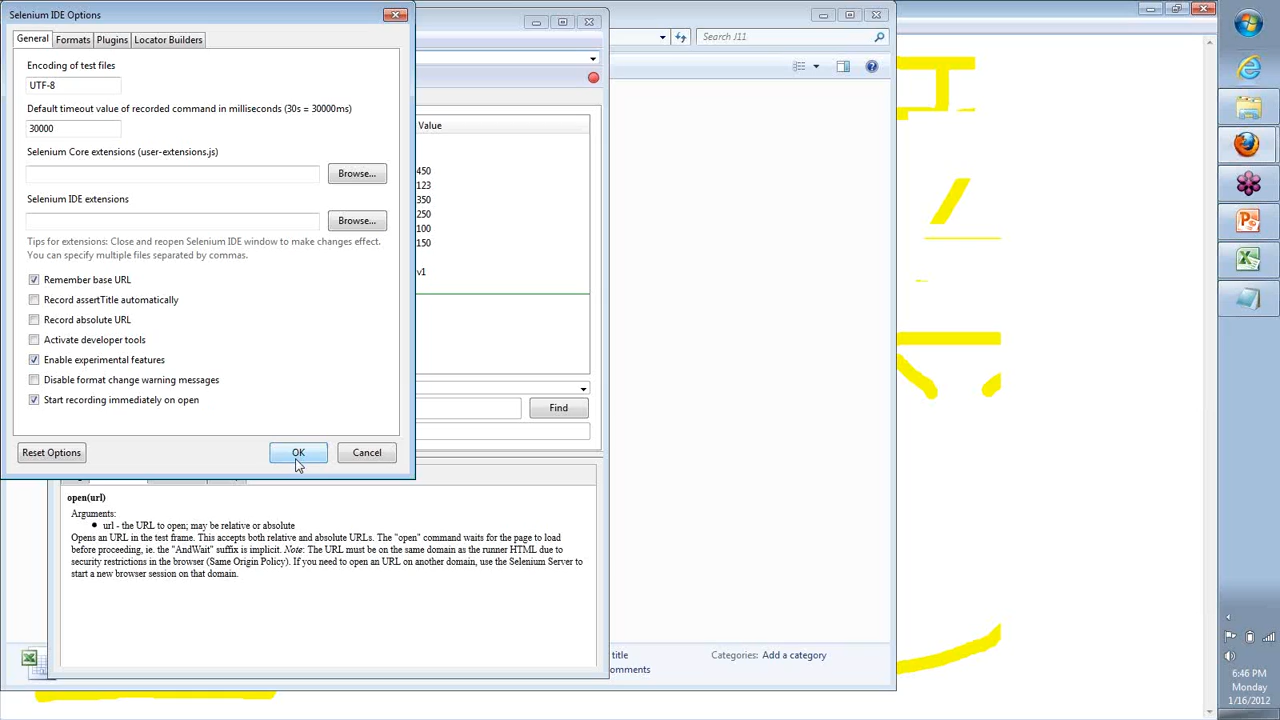 Selenium IDE Options
General Formats Plugins Locator Builders
Encoding of test files
UTF-8
Default timeout value of recorded command in milliseconds (30s = 30000ms)
30000
Selenium Core extensions (user-extensions.js)
Browse...
Selenium IDE extensions
Browse...
Tips for extensions: Close and reopen Selenium IDE window to make changes effect.
You can specify multiple files separated by commas.
Remember base URL
Record assertTitle automatically
Record absolute URL
Activate developer tools
Enable experimental features
Disable format change warning messages
Start recording immediately on open
Reset Options OK Cancel
Value
450
123
350
250
100
150
v1
Find
open(url)
Arguments:
url - the URL to open; may be relative or absolute
Opens an URL in the test frame. This accepts both relative and absolute URLs. The "open" command waits for the page to load
before proceeding, ie. the "AndWait" suffix is implicit. Note: The URL must be on the same domain as the runner HTML due to
security restrictions in the browser (Same Origin Policy). If you need to open an URL on another domain, use the Selenium Server to
start a new browser session on that domain.
Search J11
title
Categories: Add a category
omments
6:46 PM
Monday
1/16/2012